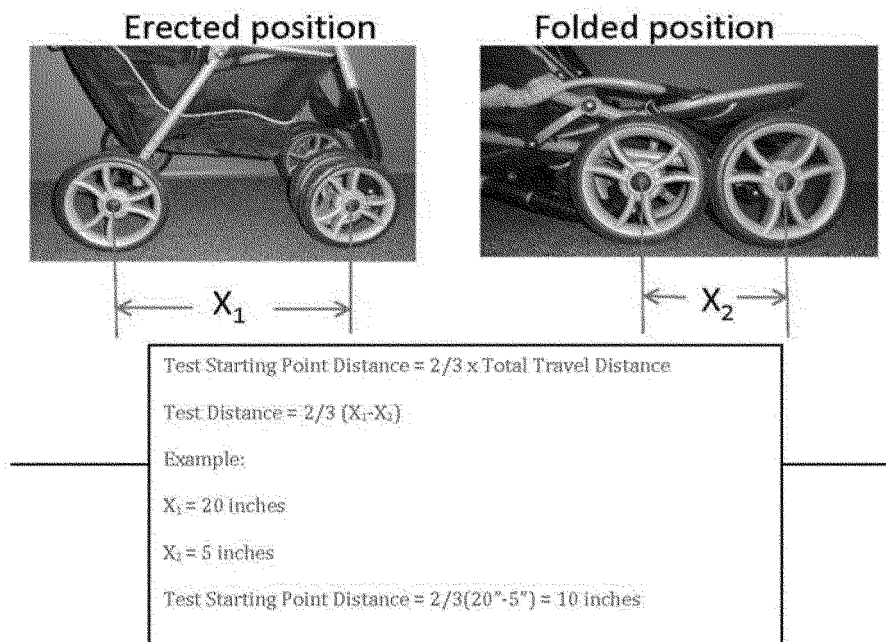 Erected position
Folded position
X₁
X₂
Test Starting Point Distance = 2/3 x Total Travel Distance
Test Distance = 2/3 (X₁-X₂)
Example:
X₁ = 20 inches
X₂ = 5 inches
Test Starting Point Distance = 2/3(20"-5") = 10 inches